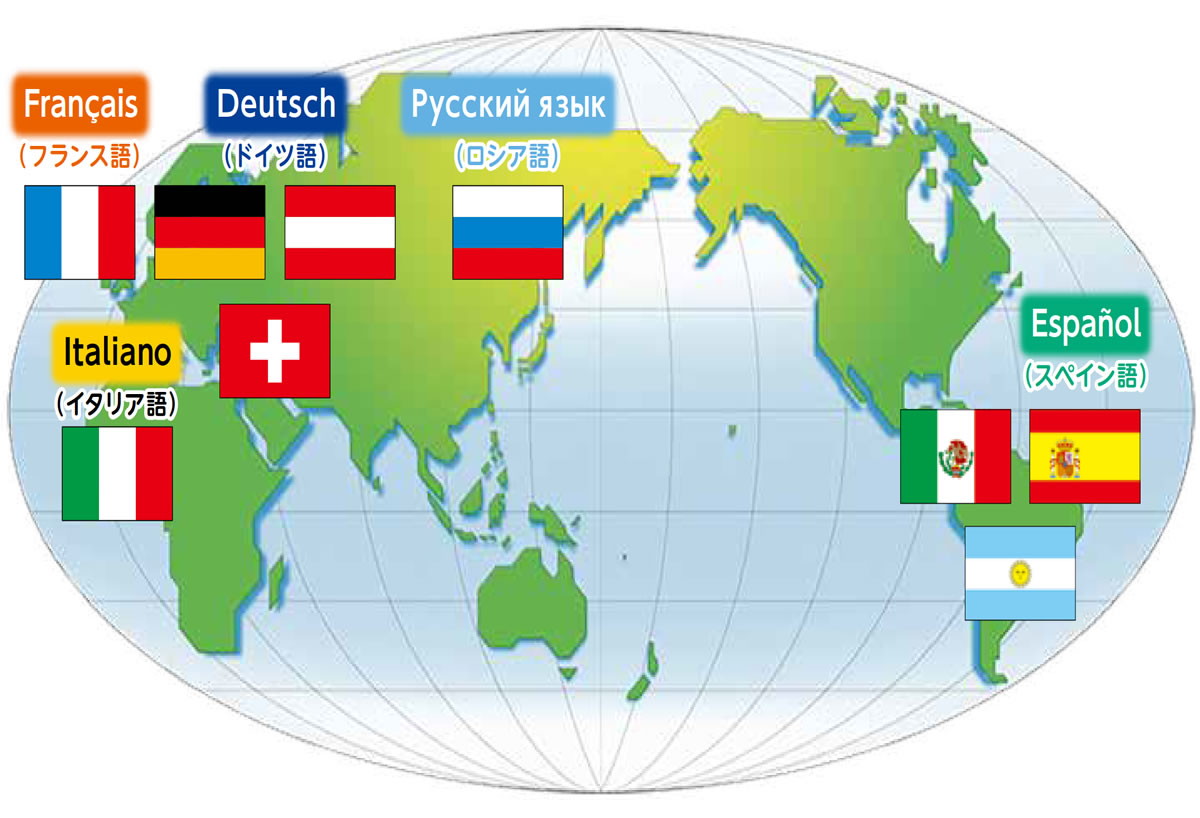 Français
(フランス語)
Deutsch
(ドイツ語)
Русский язык
(ロシア語)
Italiano
(イタリア語)
Español
(スペイン語)